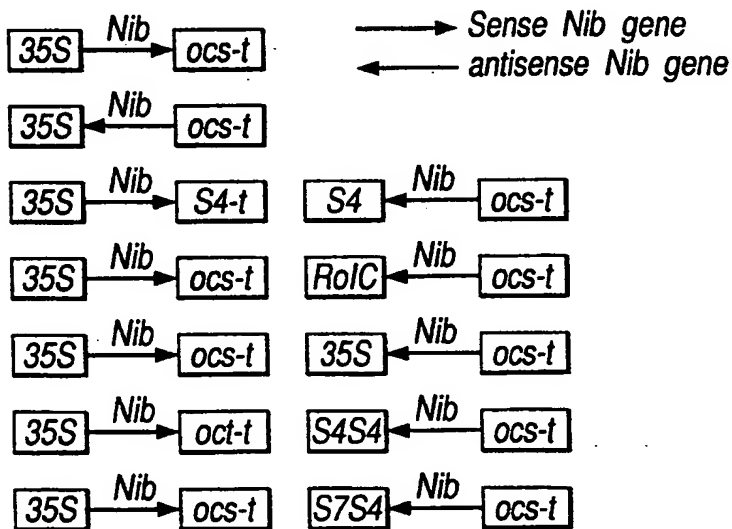 35S Nib ocs-t Sense Nib gene
antisense Nib gene
35S Nib ocs-t
35S Nib S4-t S4 Nib ocs-t
35S Nib ocs-t RolC Nib ocs-t
35S Nib ocs-t 35S Nib ocs-t
35S Nib oct-t S4S4 Nib ocs-t
35S Nib ocs-t S7S4 Nib ocs-t